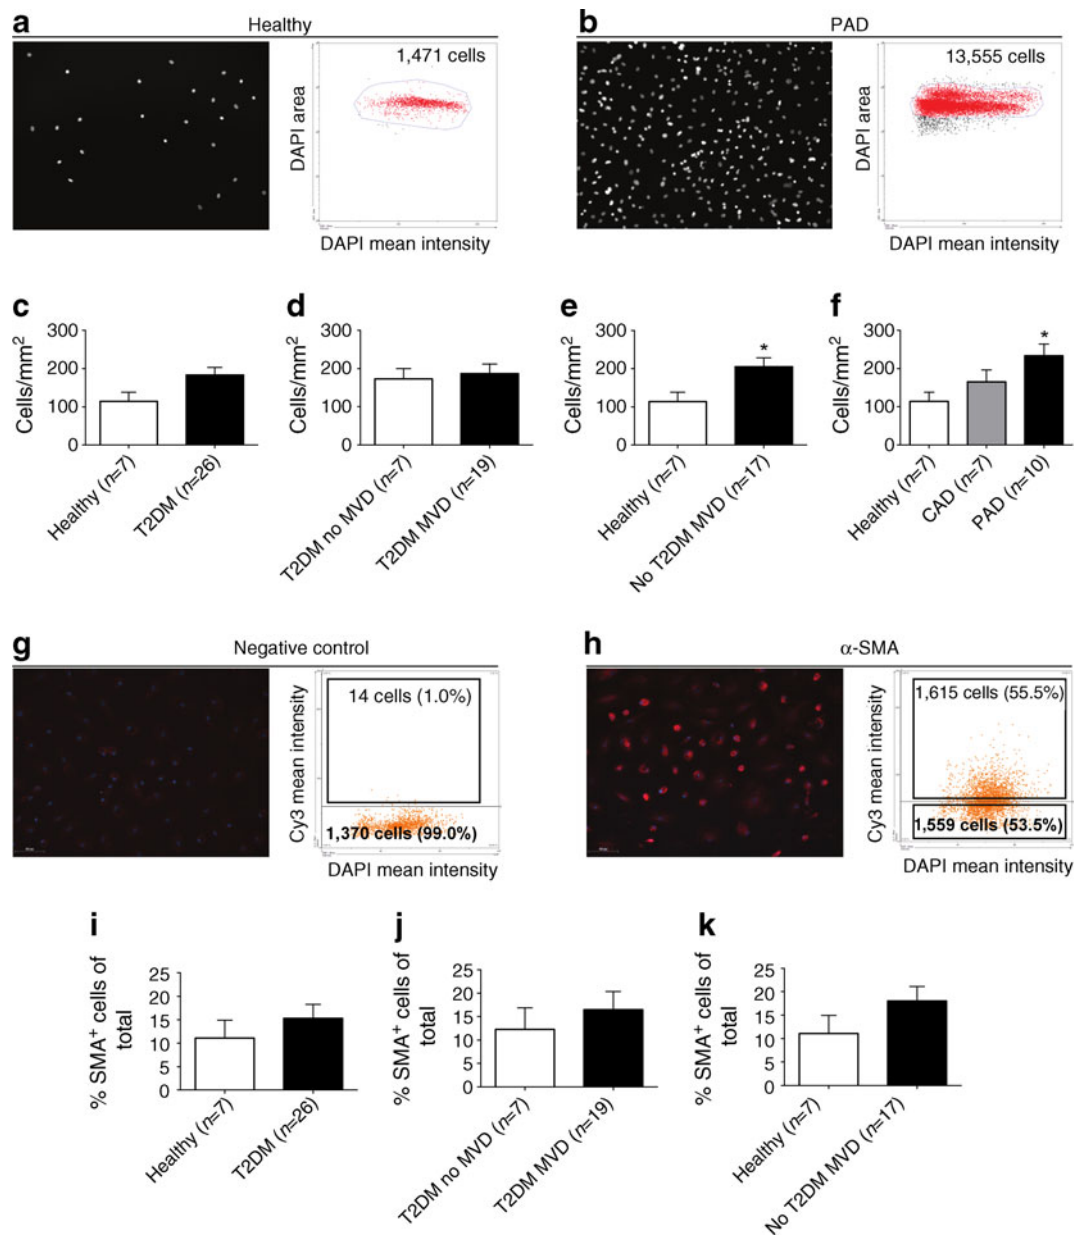 a
Healthy
1,471 cells
DAPI area
DAPI mean intensity
b
PAD
13,555 cells
DAPI area
DAPI mean intensity
c
Cells/mm²
300
200
100
0
Healthy (n=7)
T2DM (n=26)
d
Cells/mm²
300
200
100
0
T2DM no MVD (n=7)
T2DM MVD (n=19)
e
Cells/mm²
300
200
100
0
*
Healthy (n=7)
No T2DM MVD (n=17)
f
Cells/mm²
300
200
100
0
*
Healthy (n=7)
CAD (n=7)
PAD (n=10)
g
Negative control
14 cells (1.0%)
1,370 cells (99.0%)
Cy3 mean intensity
DAPI mean intensity
h
α-SMA
1,615 cells (55.5%)
1,559 cells (53.5%)
Cy3 mean intensity
DAPI mean intensity
i
% SMA⁺ cells of
total
25
20
15
10
5
0
Healthy (n=7)
T2DM (n=26)
j
% SMA⁺ cells of
total
25
20
15
10
5
0
T2DM no MVD (n=7)
T2DM MVD (n=19)
k
% SMA⁺ cells of
total
25
20
15
10
5
0
Healthy (n=7)
No T2DM MVD (n=17)